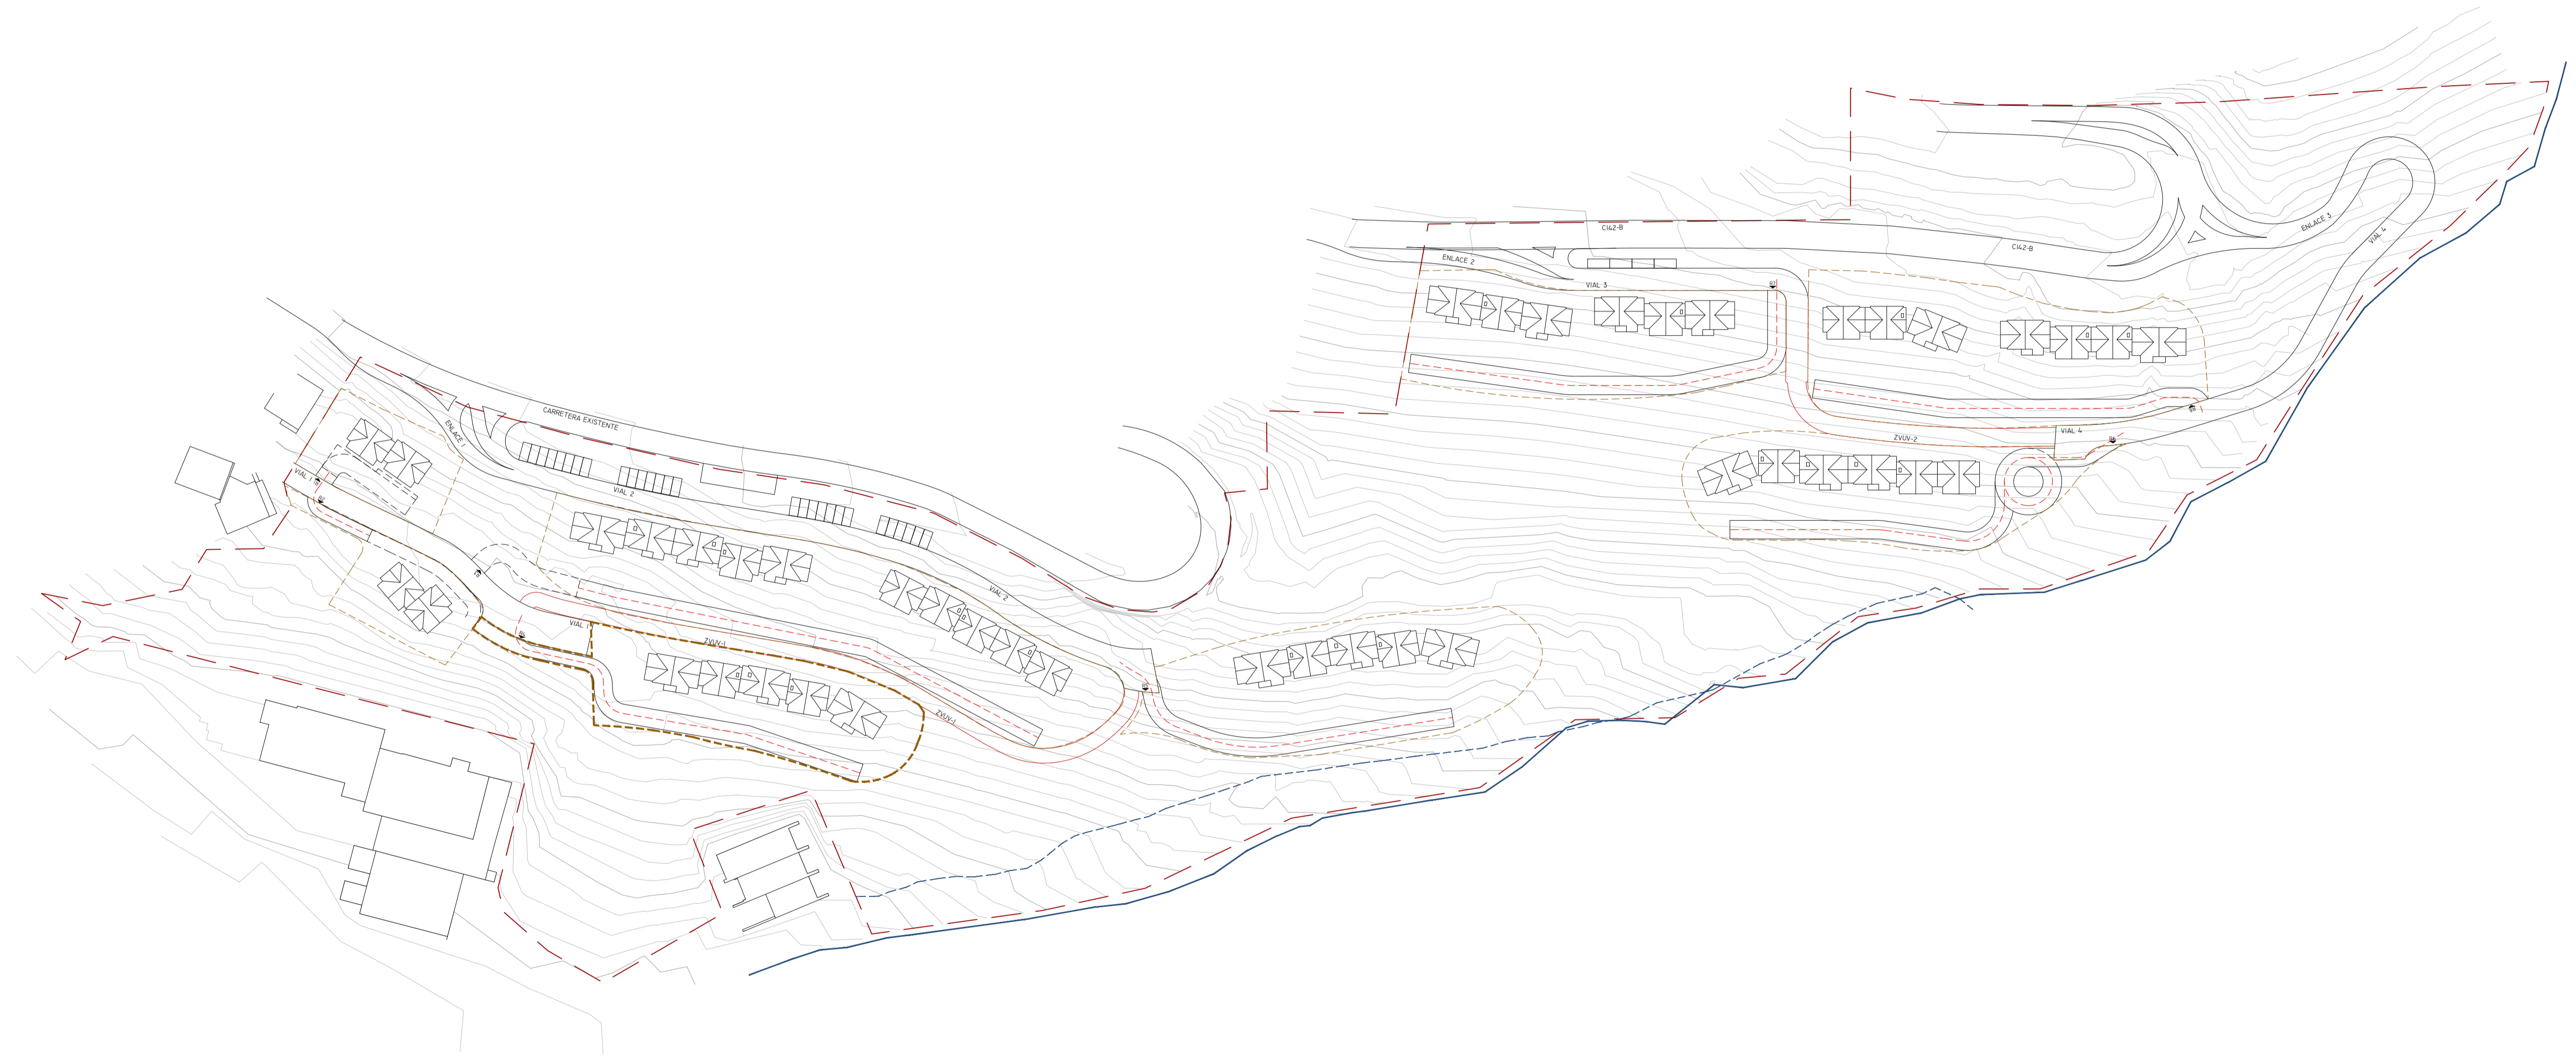 C142-B
C142-B
ENLACE 3
VIAL 4
ENLACE 2
VIAL 3
CARRETERA EXISTENTE
ENLACE 1
VIAL 4
ZVUV-2
VIAL 1
VIAL 2
VIAL 2
VIAL 1
ZVUV-1
ZVUV-1